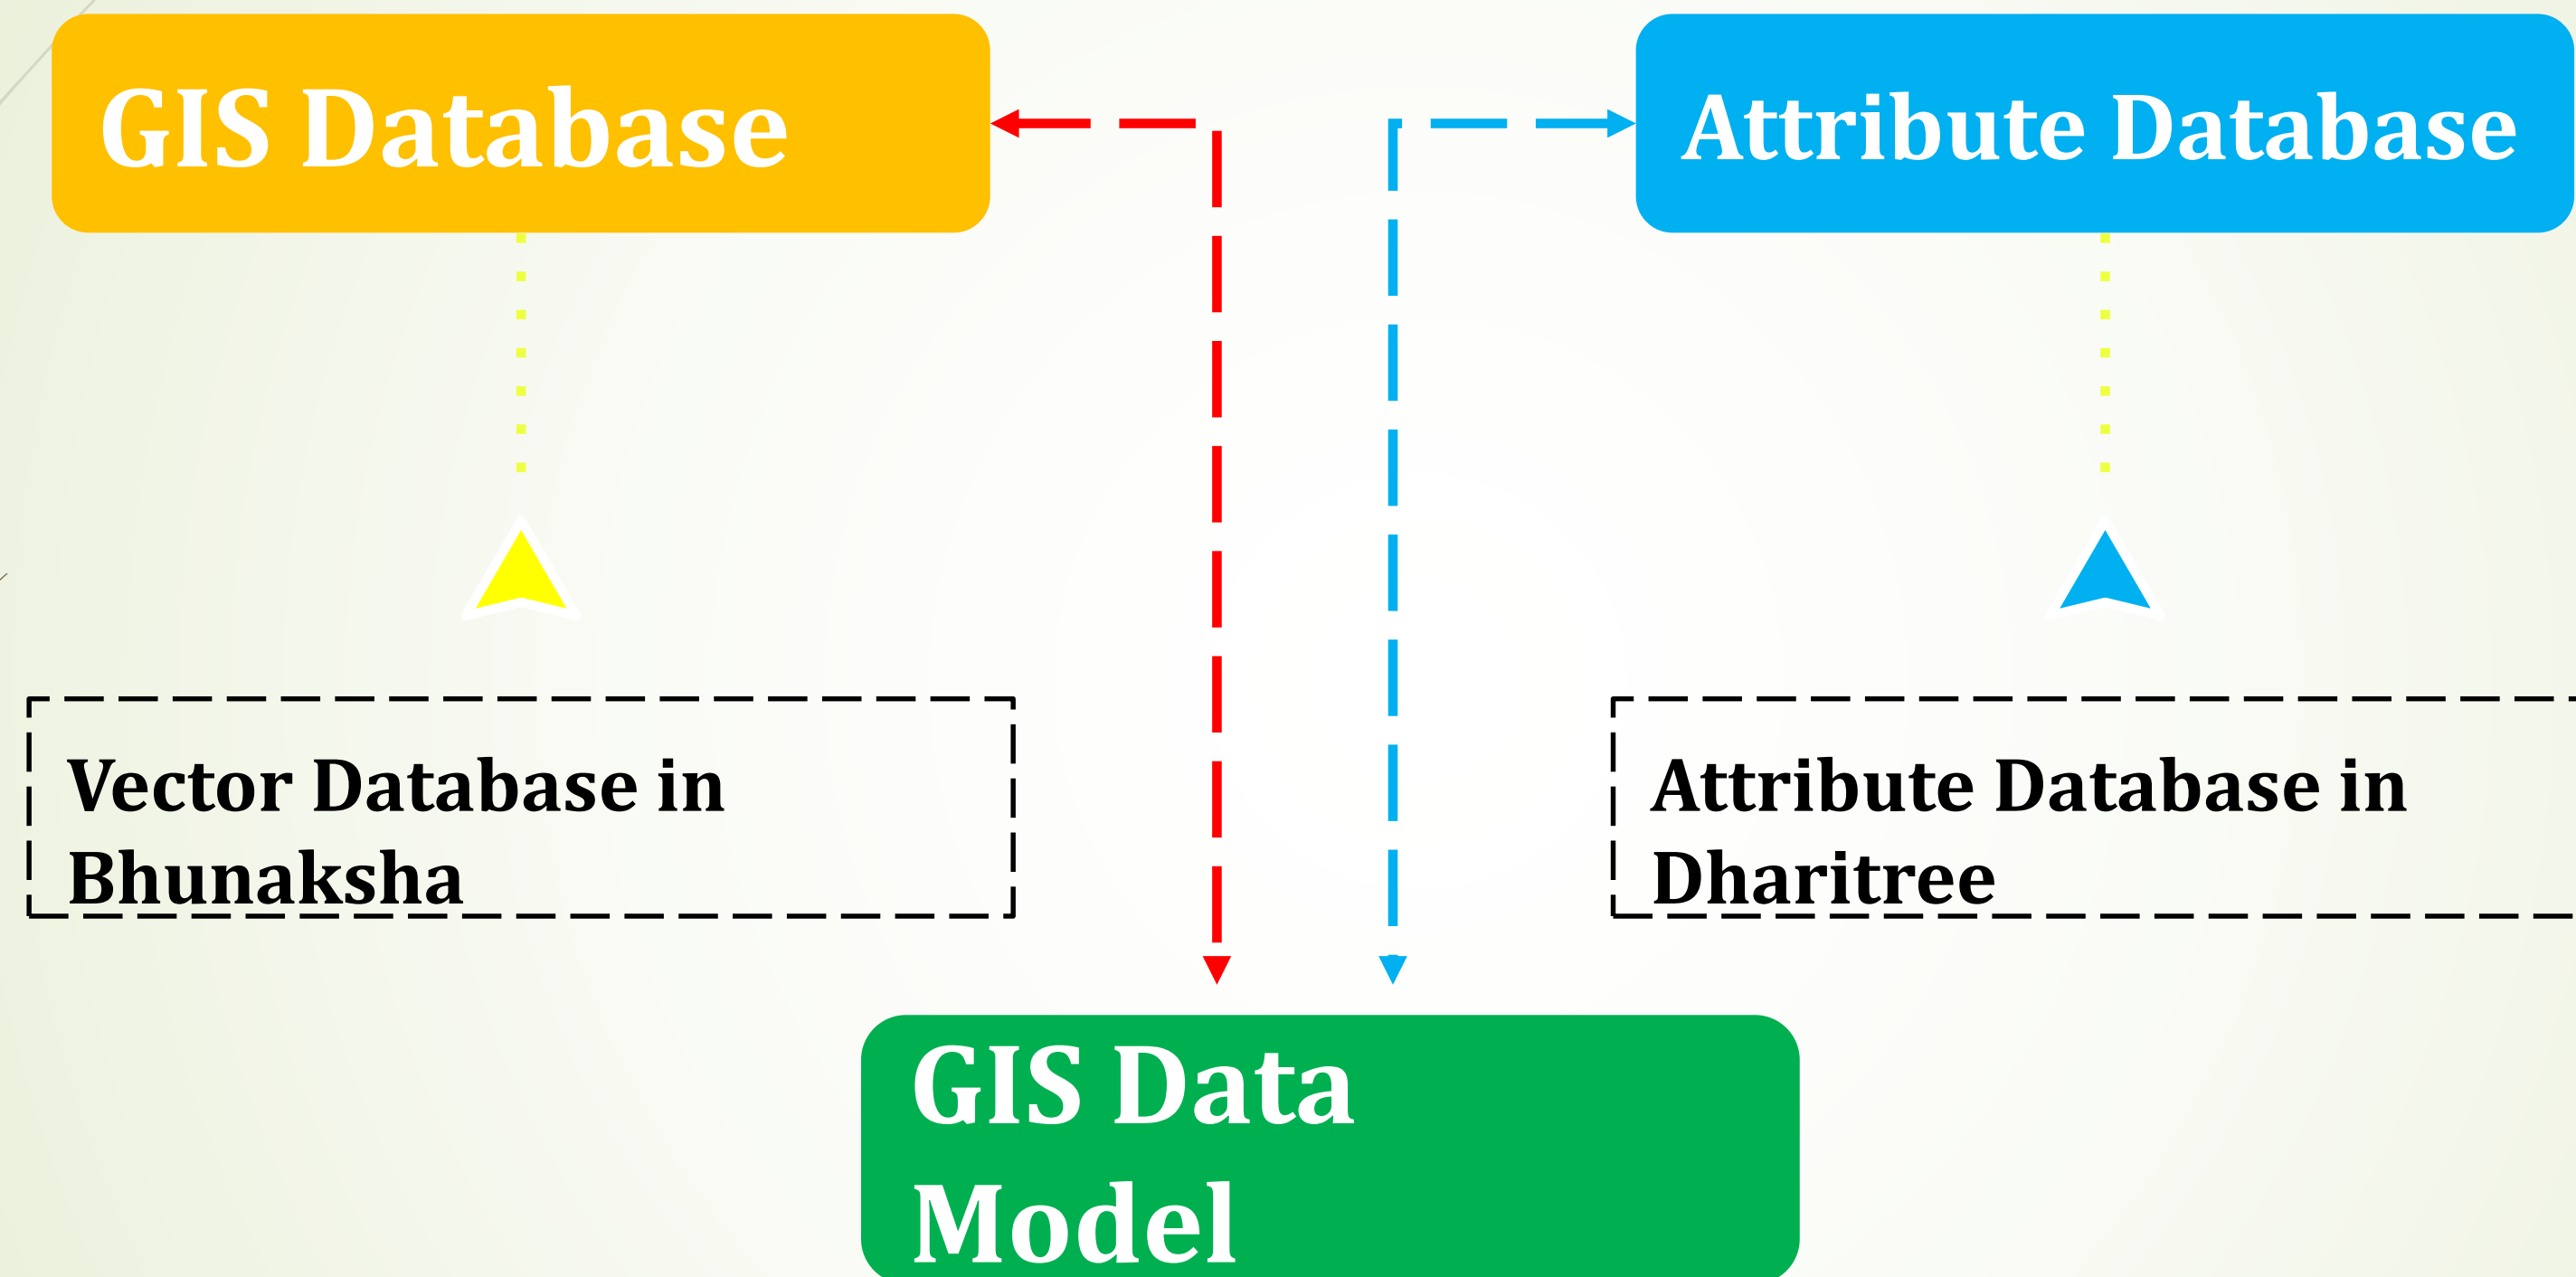 GIS Database
Attribute Database
Vector Database in
Bhunaksha
Attribute Database in
Dharitree
GIS Data
Model